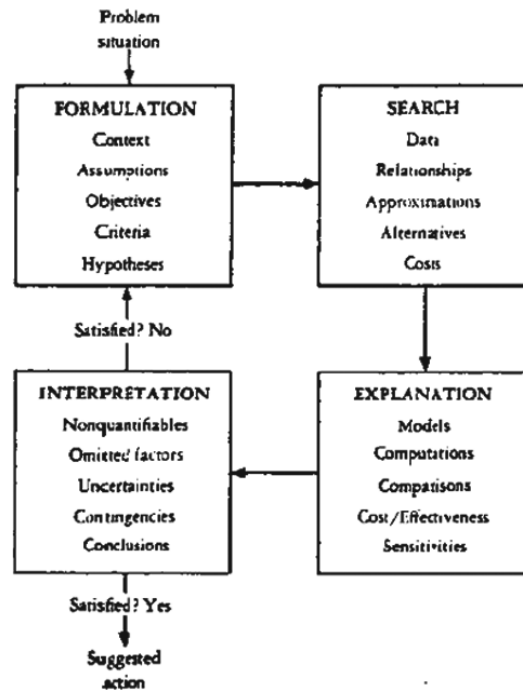 Problem
situation
FORMULATION
Context
Assumptions
Objectives
Criteria
Hypotheses
SEARCH
Data
Relationships
Approximations
Alternatives
Costs
Satisfied? No
INTERPRETATION
Nonquantifiables
Omitted factors
Uncertainties
Contingencies
Conclusions
EXPLANATION
Models
Computations
Comparisons
Cost/Effectiveness
Sensitivities
Satisfied? Yes
Suggested
action